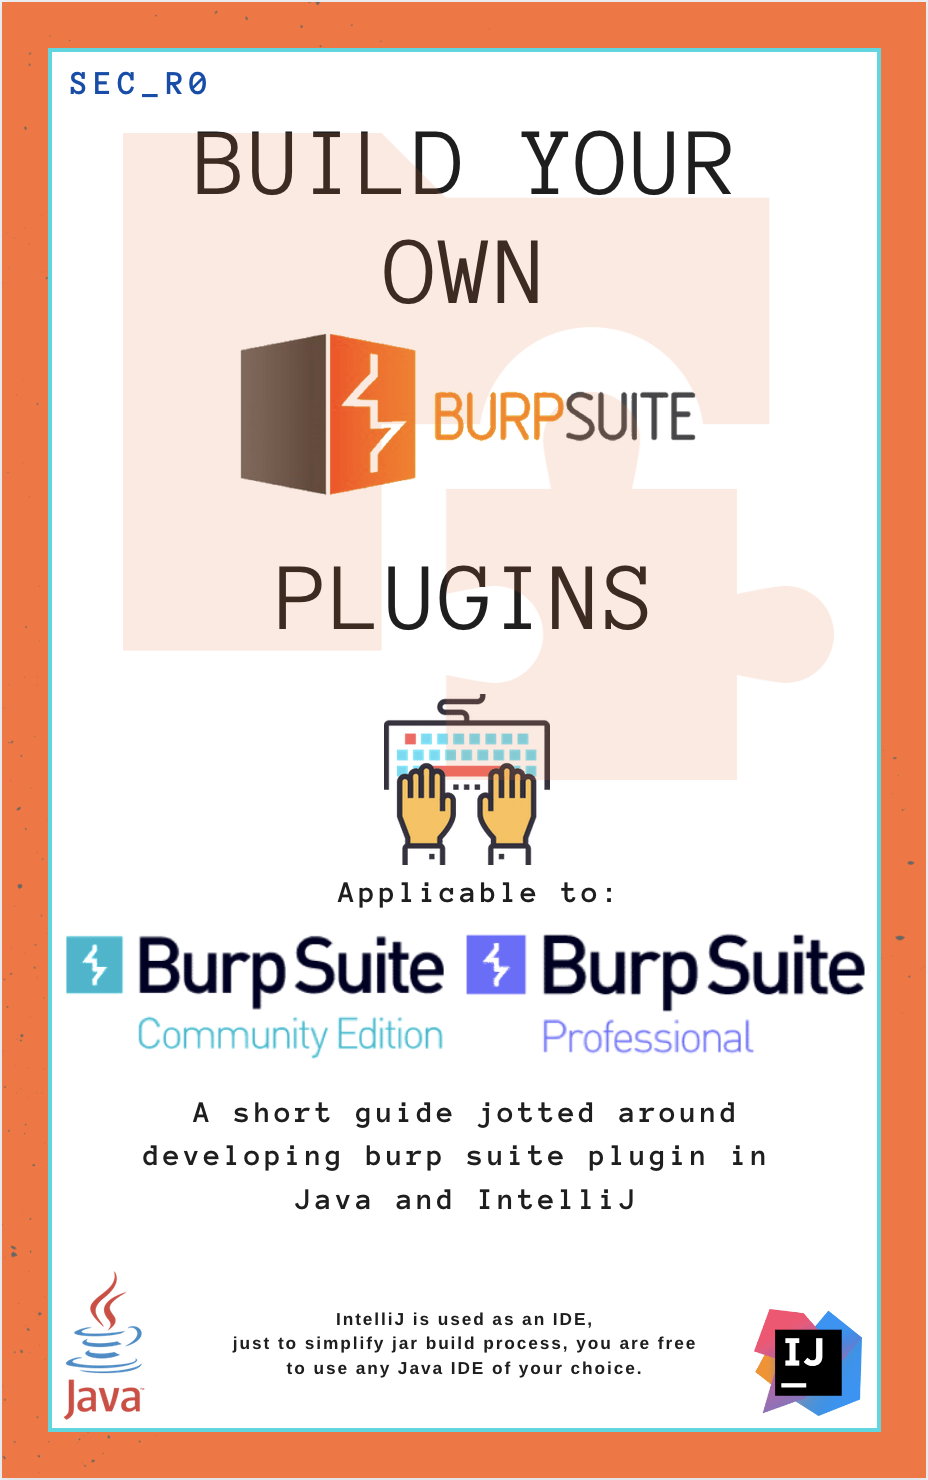 SEC_R0
BUILD YOUR
OWN
BURPSUITE
PLUGINS
Applicable to:
Burp Suite
Community Edition
Burp Suite
Professional
A short guide jotted around
developing burp suite plugin in
Java and IntelliJ
IntelliJ is used as an IDE,
just to simplify jar build process, you are free
to use any Java IDE of your choice.
Java
IJ